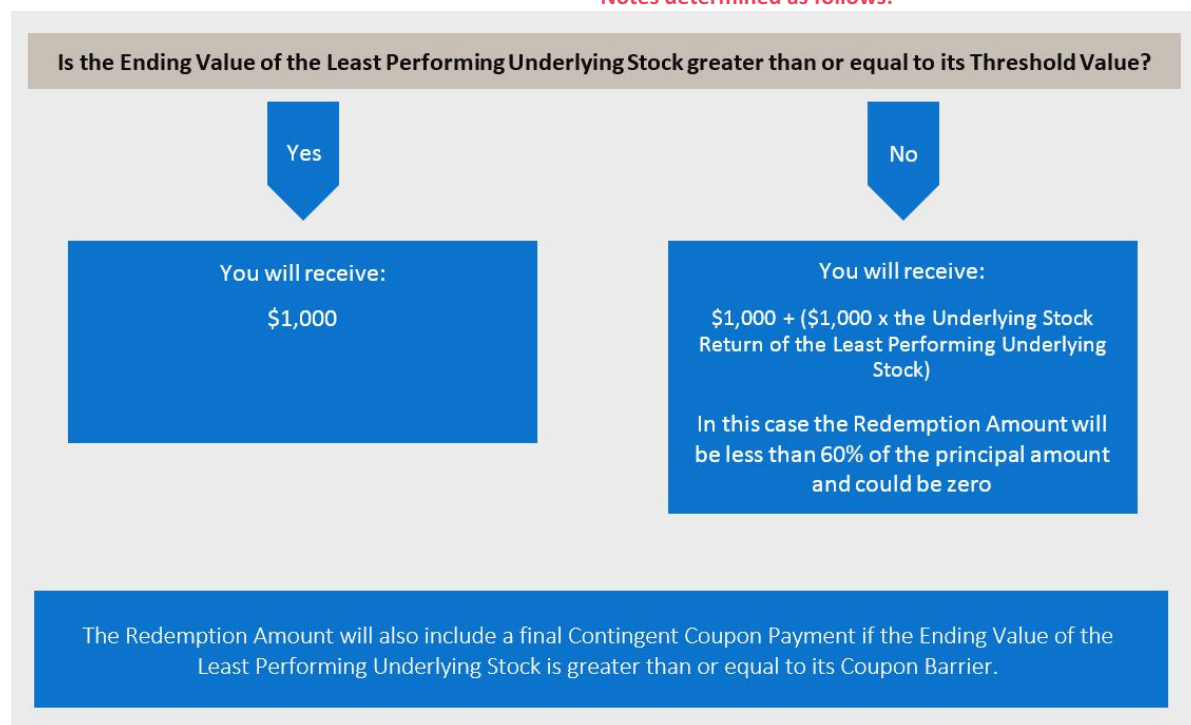 Notes determined as follows:
Is the Ending Value of the Least Performing Underlying Stock greater than or equal to its Threshold Value?
Yes
No
You will receive:
$1,000
You will receive:
$1,000 + ($1,000 x the Underlying Stock
Return of the Least Performing Underlying
Stock)
In this case the Redemption Amount will
be less than 60% of the principal amount
and could be zero
The Redemption Amount will also include a final Contingent Coupon Payment if the Ending Value of the
Least Performing Underlying Stock is greater than or equal to its Coupon Barrier.